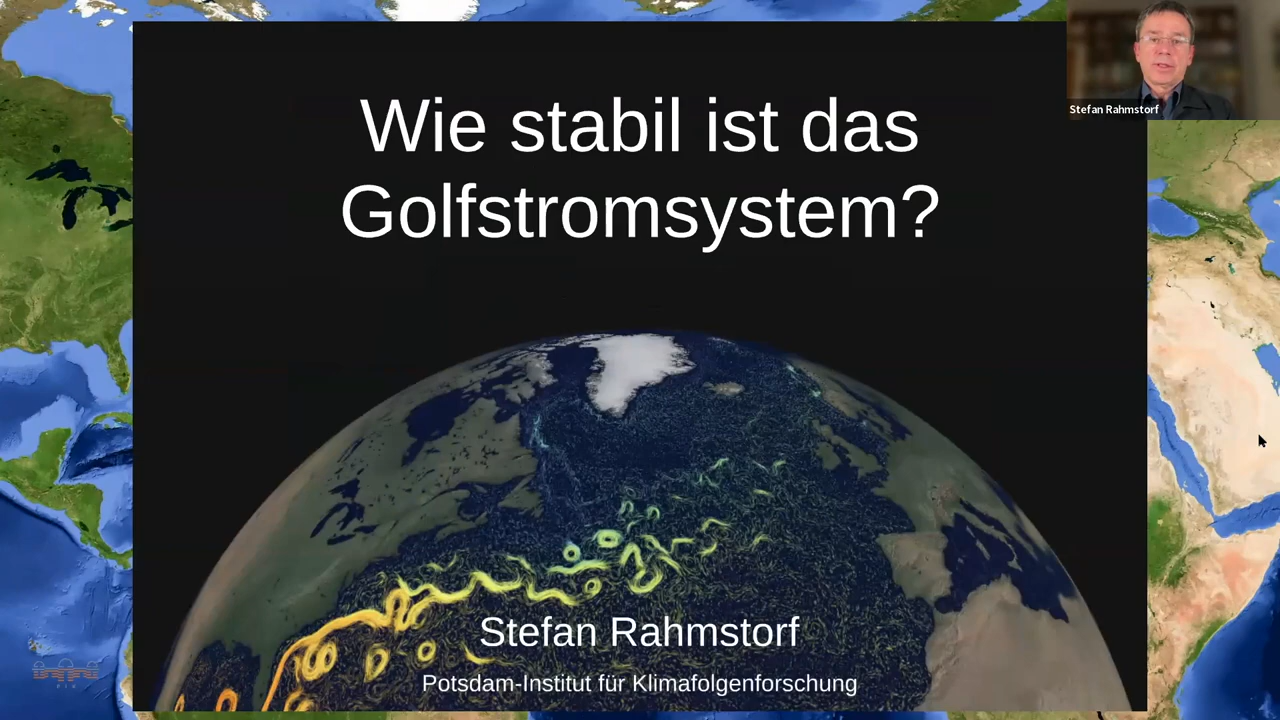 Wie stabil ist das
Golfstromsystem?
Stefan Rahmstorf
Stefan Rahmstorf
Potsdam-Institut für Klimafolgenforschung